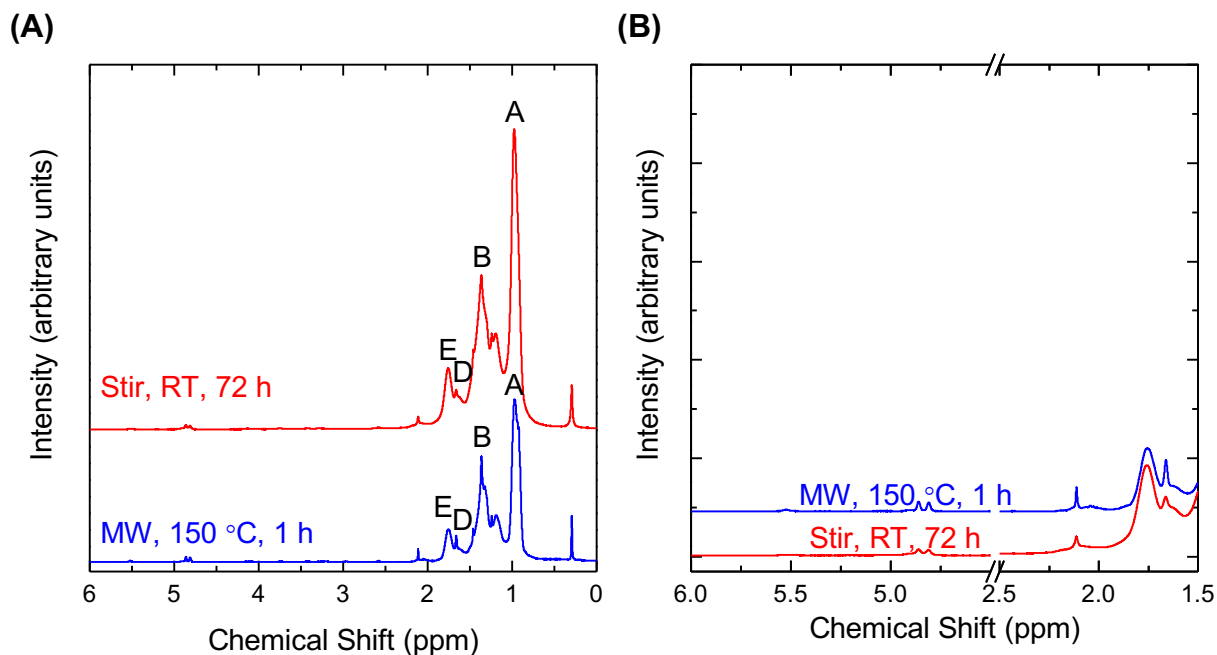 (A)
Intensity (arbitrary units)
A
B
E
D
Stir, RT, 72 h
A
B
E
D
MW, 150 °C, 1 h
6 5 4 3 2 1 0
Chemical Shift (ppm)
(B)
Intensity (arbitrary units)
MW, 150 °C, 1 h
Stir, RT, 72 h
6.0 5.5 5.0 2.5 2.0 1.5
Chemical Shift (ppm)